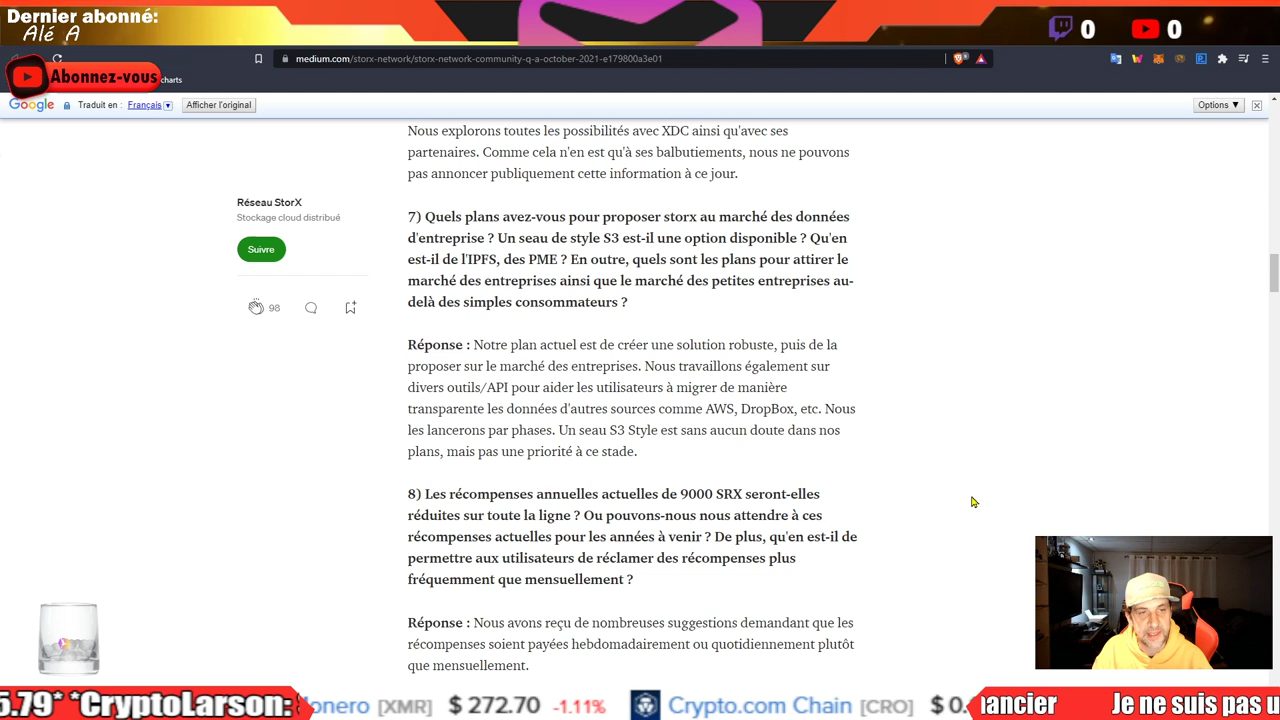 Dernier abonné:
Alé A
0
0
medium.com/storx-network/storx-network-community-q-a-october-2021-e179800a3e01
Abonnez-vous
charts
Google
Traduit en :
Français
Afficher l'original
Options ▼
Nous explorons toutes les possibilités avec XDC ainsi qu'avec ses
partenaires. Comme cela n'en est qu'à ses balbutiements, nous ne pouvons
pas annoncer publiquement cette information à ce jour.
Réseau StorX
Stockage cloud distribué
Suivre
98
7) Quels plans avez-vous pour proposer storx au marché des données
d'entreprise ? Un seau de style S3 est-il une option disponible ? Qu'en
est-il de l'IPFS, des PME ? En outre, quels sont les plans pour attirer le
marché des entreprises ainsi que le marché des petites entreprises au-
delà des simples consommateurs ?
Réponse : Notre plan actuel est de créer une solution robuste, puis de la
proposer sur le marché des entreprises. Nous travaillons également sur
divers outils/API pour aider les utilisateurs à migrer de manière
transparente les données d'autres sources comme AWS, DropBox, etc. Nous
les lancerons par phases. Un seau S3 Style est sans aucun doute dans nos
plans, mais pas une priorité à ce stade.
8) Les récompenses annuelles actuelles de 9000 SRX seront-elles
réduites sur toute la ligne ? Ou pouvons-nous nous attendre à ces
récompenses actuelles pour les années à venir ? De plus, qu'en est-il de
permettre aux utilisateurs de réclamer des récompenses plus
fréquemment que mensuellement ?
Réponse : Nous avons reçu de nombreuses suggestions demandant que les
récompenses soient payées hebdomadairement ou quotidiennement plutôt
que mensuellement.
5.79* *CryptoLarson:
onero [XMR] $ 272.70 -1.11% Crypto.com Chain [CRO] $ 0.
lancier Je ne suis pas u